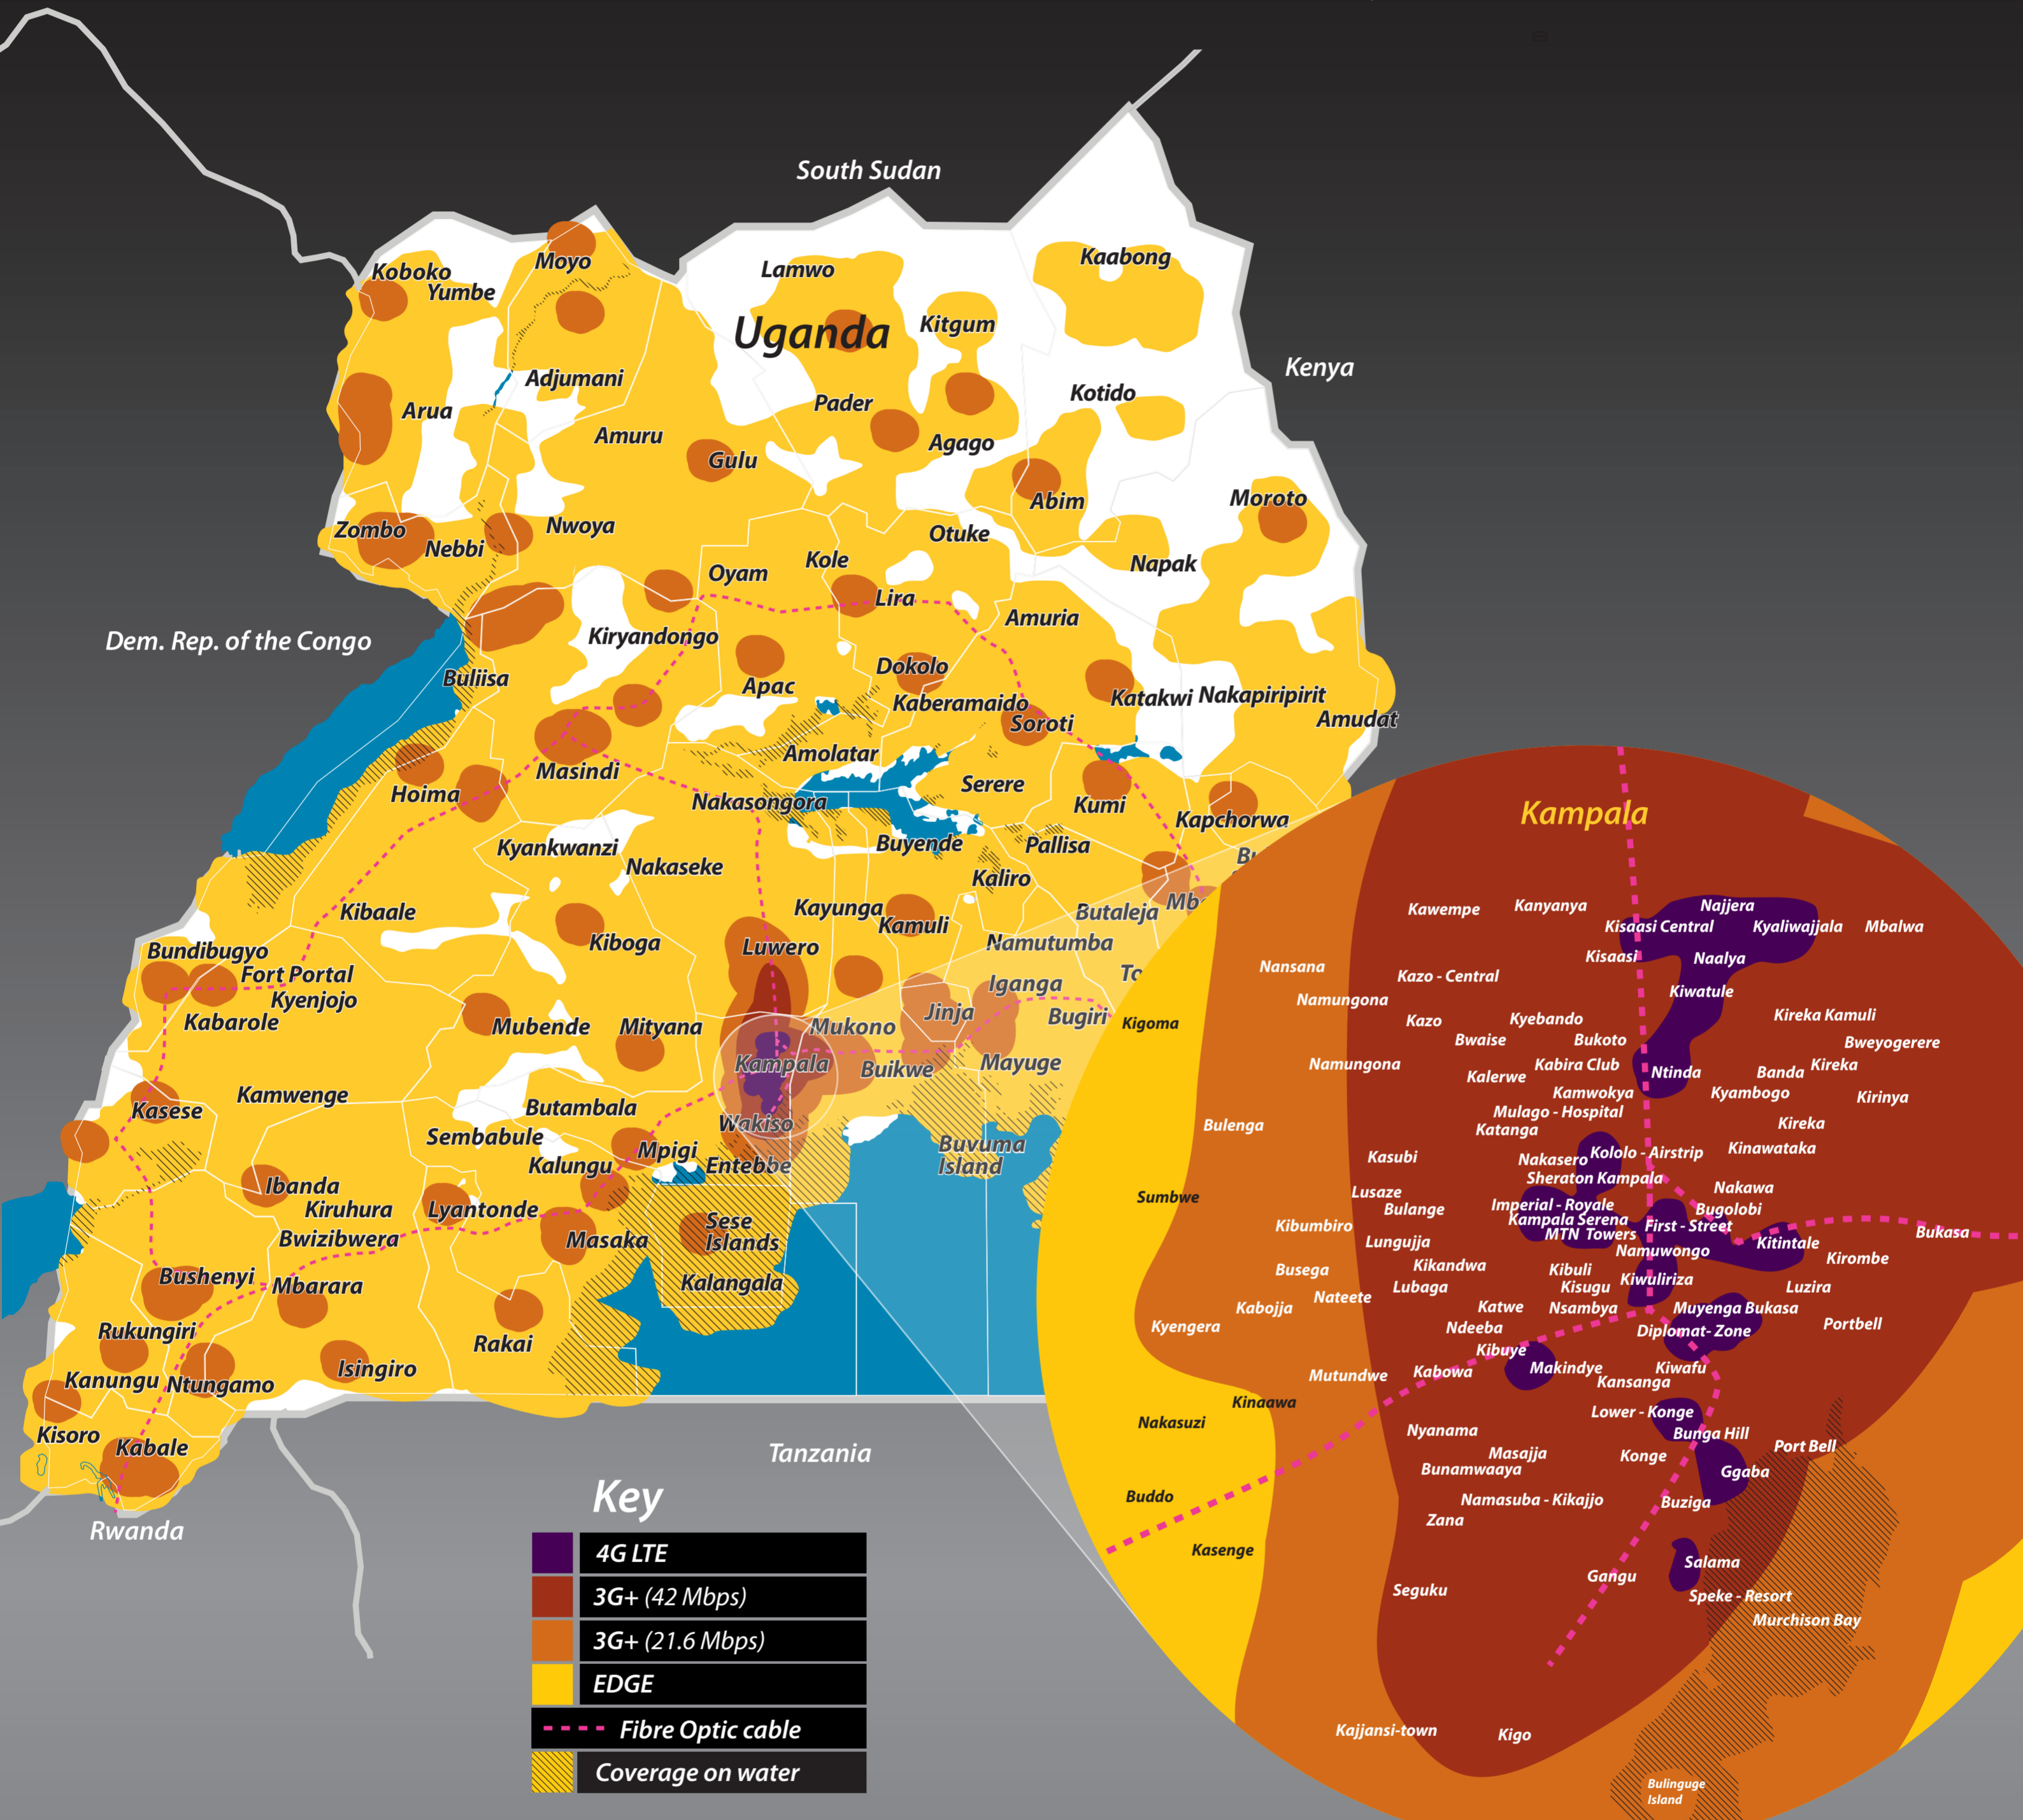 South Sudan
Koboko
Yumbe
Moyo
Lamwo
Kaabong
Uganda
Kitgum
Kenya
Adjumani
Arua
Pader
Kotido
Amuru
Agago
Gulu
Abim
Moroto
Zombo
Nebbi
Nwoya
Otuke
Kole
Oyam
Napak
Lira
Amuria
Dem. Rep. of the Congo
Kiryandongo
Buliisa
Dokolo
Apac
Kaberamaido
Katakwi
Nakapiripirit
Soroti
Amudat
Amolatar
Masindi
Serere
Hoima
Nakasongora
Kumi
Kapchorwa
Kyankwanzi
Buyende
Pallisa
Bu
Nakaseke
Kaliro
Kibaale
Kayunga
Kamuli
Butaleja
Mb
Kiboga
Luwero
Namutumba
Bundibugyo
Fort Portal
To
Kyenjojo
Iganga
Kabarole
Mubende
Mityana
Mukono
Jinja
Bugiri
Kampala
Buikwe
Mayuge
Kasese
Kamwenge
Butambala
Wakiso
Sembabule
Mpigi
Kalungu
Entebbe
Buvuma
Island
Ibanda
Kiruhura
Lyantonde
Bwizibwera
Masaka
Sese
Islands
Bushenyi
Mbarara
Kalangala
Rukungiri
Rakai
Kanungu
Ntungamo
Isingiro
Kisoro
Kabale
Tanzania
Rwanda
Kampala
Kawempe
Kanyanya
Najjera
Kisaasi Central
Kyaliwajjala
Mbalwa
Kisaasi
Naalya
Nansana
Kazo - Central
Kiwatule
Namungona
Kireka Kamuli
Kigoma
Kazo
Kyebando
Bwaise
Bukoto
Bweyogerere
Namungona
Kabira Club
Kireka
Kalerwe
Ntinda
Banda
Kamwokya
Kyambogo
Kirinya
Mulago - Hospital
Bulenga
Katanga
Kireka
Kasubi
Nakasero
Kololo - Airstrip
Kinawataka
Sheraton Kampala
Sumbwe
Lusaze
Nakawa
Bulange
Imperial - Royale
Bugolobi
Kibumbiro
Kampala Serena
First - Street
MTN Towers
Bukasa
Lungujja
Namuwongo
Kitintale
Kirombe
Busega
Kikandwa
Kibuli
Kiwuliriza
Lubaga
Kisugu
Luzira
Nateete
Kabojja
Katwe
Nsambya
Muyenga Bukasa
Kyengera
Ndeeba
Diplomat- Zone
Portbell
Kibuye
Mutundwe
Kabowa
Makindye
Kiwafu
Kansanga
Kinaawa
Nakasuzi
Lower - Konge
Nyanama
Bunga Hill
Port Bell
Masajja
Konge
Bunamwaaya
Ggaba
Buddo
Namasuba - Kikajjo
Buziga
Zana
Kasenge
Salama
Gangu
Seguku
Speke - Resort
Murchison Bay
Kajjansi-town
Kigo
Bulinguge
Island
Key
4G LTE
3G+ (42 Mbps)
3G+ (21.6 Mbps)
EDGE
Fibre Optic cable
Coverage on water